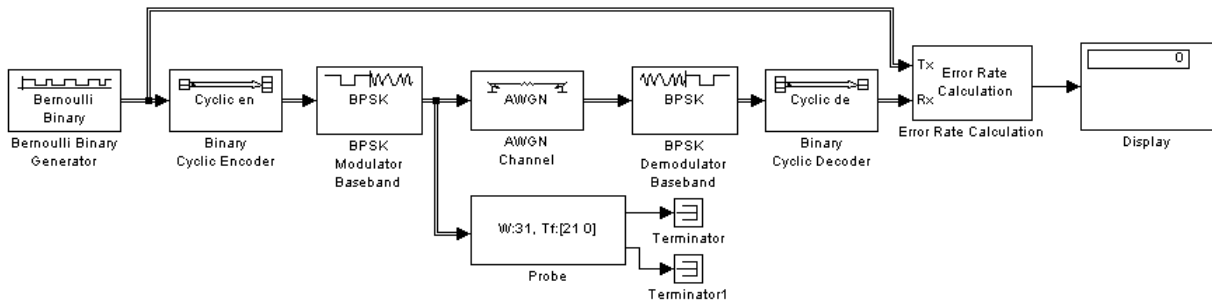 Bernoulli
Binary
Bernoulli Binary
Generator
Cyclic en
Binary
Cyclic Encoder
BPSK
BPSK
Modulator
Baseband
AWGN
AWGN
Channel
BPSK
BPSK
Demodulator
Baseband
Cyclic de
Binary
Cyclic Decoder
Tx
Rx
Error Rate
Calculation
Error Rate Calculation
0
Display
W:31, Tf:[21 0]
Probe
Terminator
Terminator1